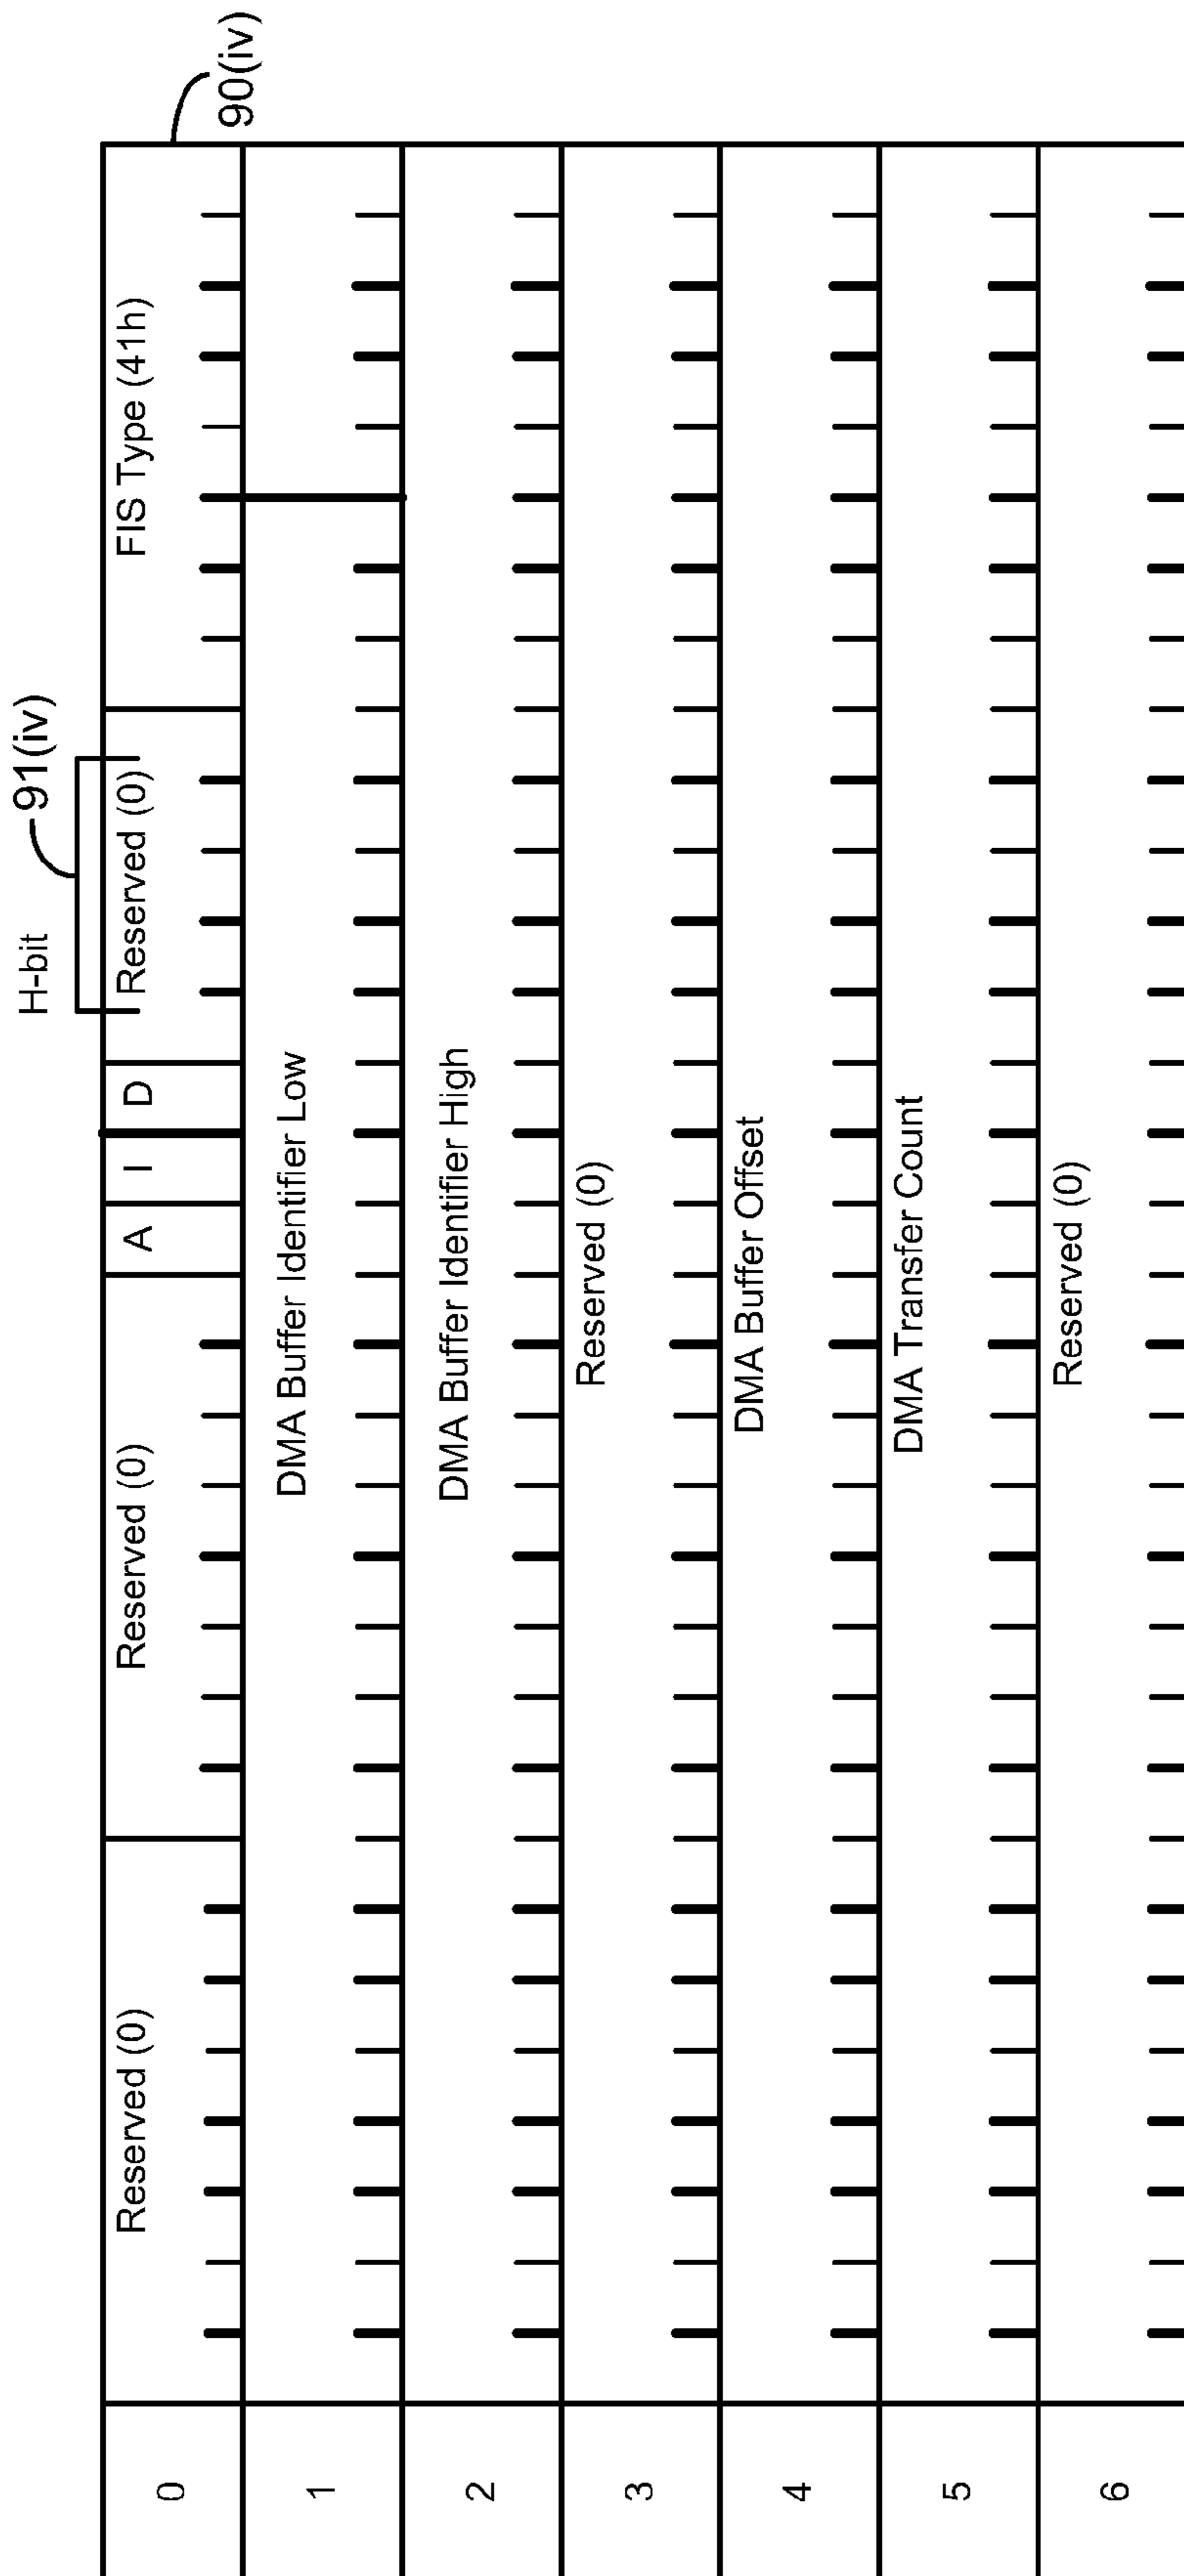 H-bit 91(iv)
90(iv)
0 Reserved (0) Reserved (0) A I D Reserved (0) FIS Type (41h)
1 DMA Buffer Identifier Low
2 DMA Buffer Identifier High
3 Reserved (0)
4 DMA Buffer Offset
5 DMA Transfer Count
6 Reserved (0)